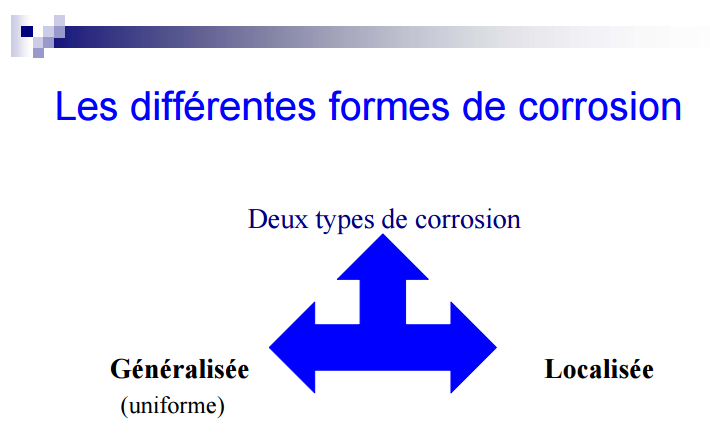 Les différentes formes de corrosion
Deux types de corrosion
Généralisée
(uniforme)
Localisée